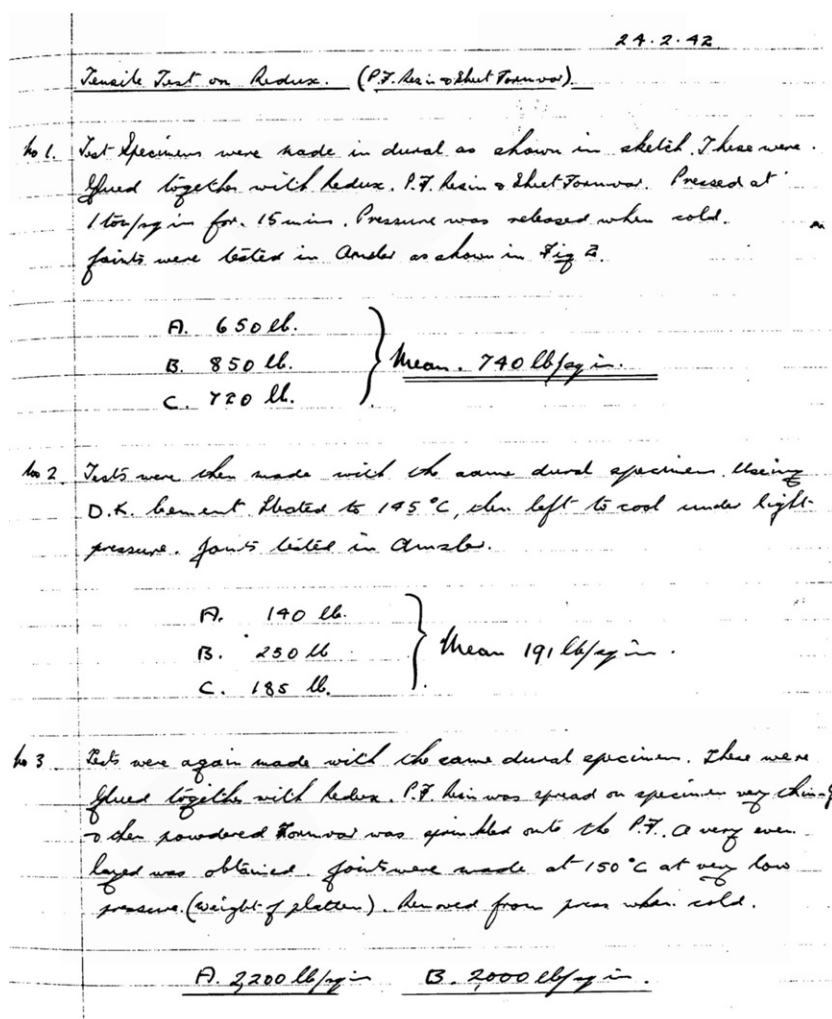 24.2.42
Tensile Test on Redux. (P.F. Resin & Sheet Formvar).
No 1. Test Specimens were made in dural as shown in sketch. These were
glued together with Redux. P.F. Resin & Sheet Formvar. Pressed at
1 ton/sq in for 15 mins. Pressure was released when cold.
Joints were tested in Amsler as shown in Fig 2.
A. 650 lb.
B. 850 lb.
C. 720 lb.
Mean. 740 lb/sq in.
No 2 Tests were then made with the same dural specimen. Using
D.K. Cement. Heated to 145°C, then left to cool under light
pressure. Joints tested in Amsler.
A. 140 lb.
B. 250 lb
C. 185 lb.
Mean 191 lb/sq in.
No 3 Tests were again made with the same dural specimen. These were
glued together with Redux. P.F Resin was spread on specimen very thinly
& then powdered Formvar was sprinkled onto the P.F. A very even
layed was obtained. Joints were made at 150°C at very low
pressure. (weight of platten). Removed from press when cold.
A. 2,200 lb/sq in B. 2,000 lb/sq in.